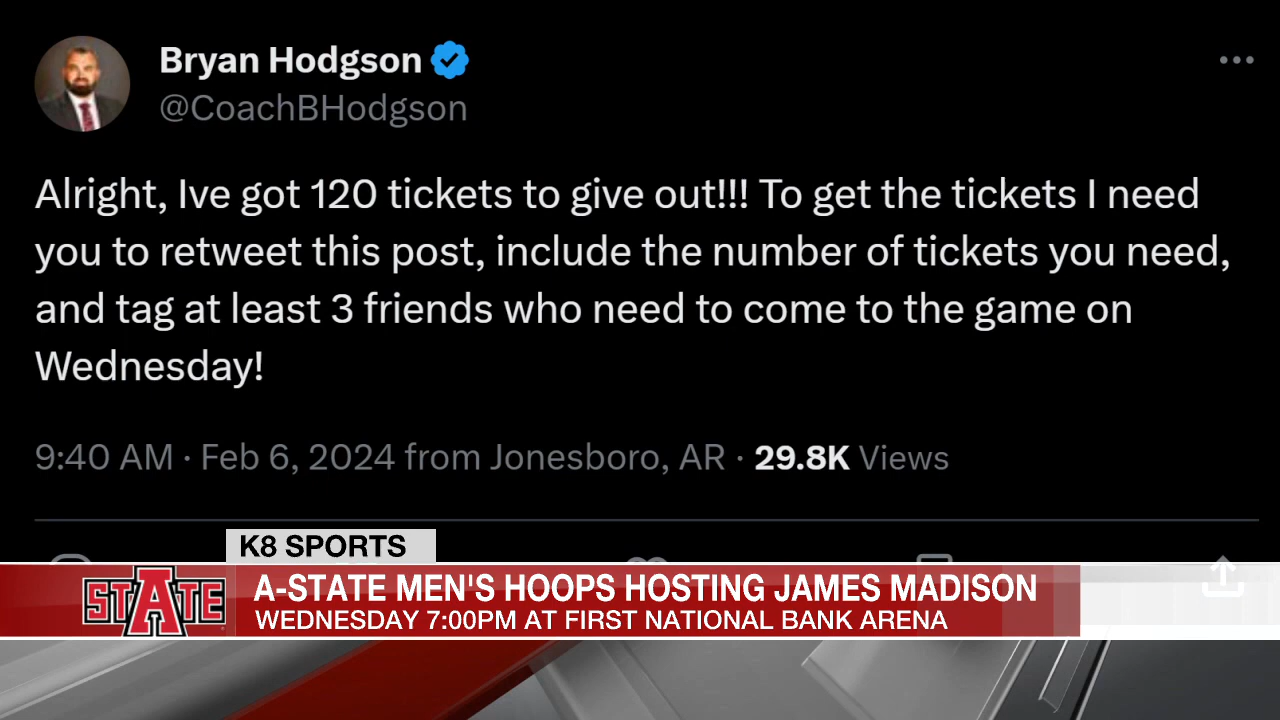 Bryan Hodgson
@CoachBHodgson
Alright, Ive got 120 tickets to give out!!! To get the tickets I need
you to retweet this post, include the number of tickets you need,
and tag at least 3 friends who need to come to the game on
Wednesday!
9:40 AM · Feb 6, 2024 from Jonesboro, AR · 29.8K Views
K8 SPORTS
STATE
A-STATE MEN'S HOOPS HOSTING JAMES MADISON
WEDNESDAY 7:00PM AT FIRST NATIONAL BANK ARENA